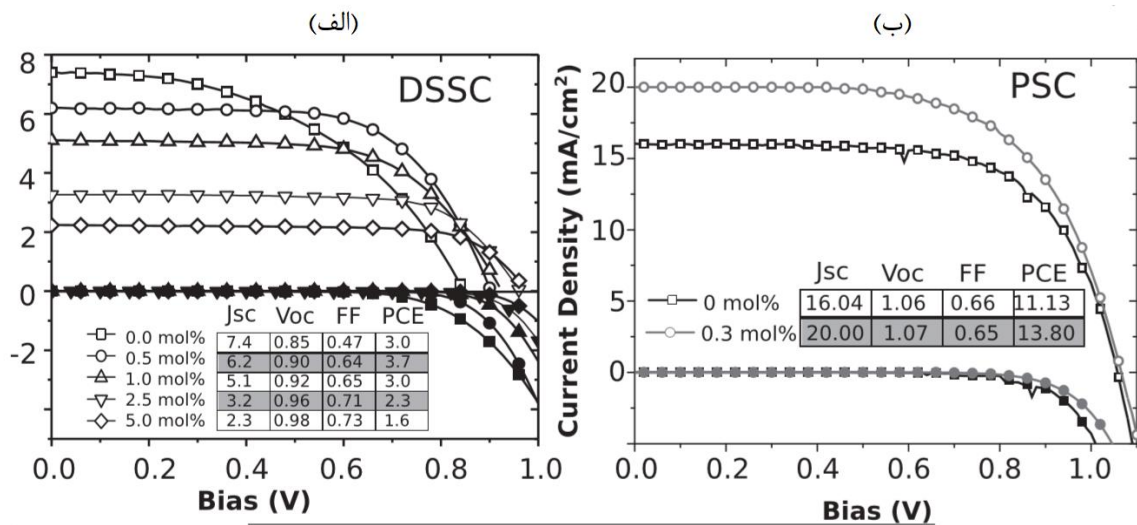 (الف)
(ب)
DSSC
8
6
4
2
0
-2
Jsc Voc FF PCE
0.0 mol% 7.4 0.85 0.47 3.0
0.5 mol% 6.2 0.90 0.64 3.7
1.0 mol% 5.1 0.92 0.65 3.0
2.5 mol% 3.2 0.96 0.71 2.3
5.0 mol% 2.3 0.98 0.73 1.6
0.0 0.2 0.4 0.6 0.8 1.0
Bias (V)
PSC
Current Density (mA/cm²)
20
15
10
5
0
Jsc Voc FF PCE
0 mol% 16.04 1.06 0.66 11.13
0.3 mol% 20.00 1.07 0.65 13.80
0.0 0.2 0.4 0.6 0.8 1.0
Bias (V)